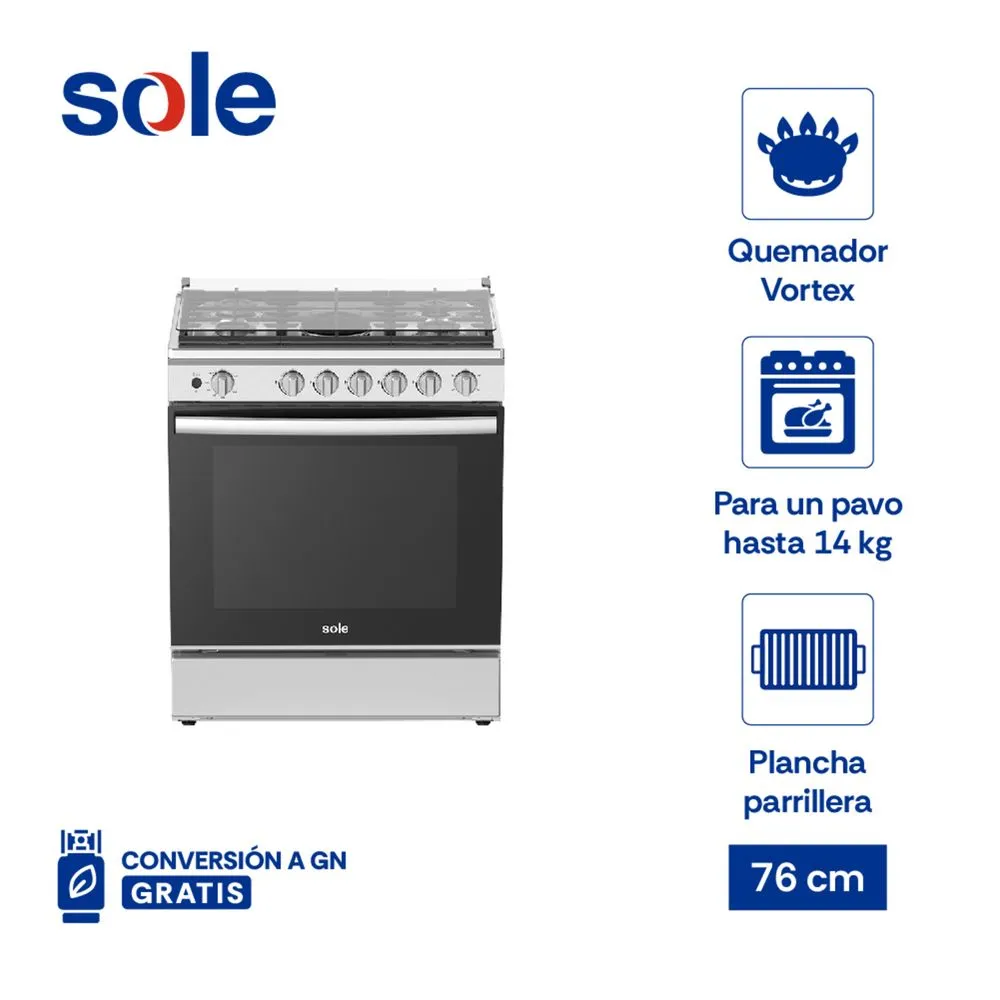 sole
Quemador
Vortex
Para un pavo
hasta 14 kg
Plancha
parrillera
76 cm
sole
CONVERSIÓN A GN
GRATIS